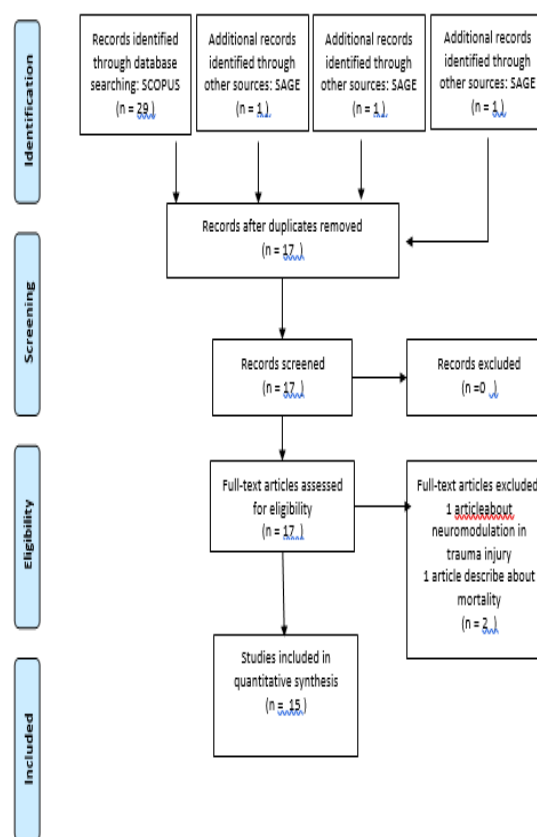 Identification
Records identified
through database
searching: SCOPUS
(n = 29 )
Additional records
identified through
other sources: SAGE
(n = 1 )
Additional records
identified through
other sources: SAGE
(n = 1 )
Additional records
identified through
other sources: SAGE
(n = 1 )
Records after duplicates removed
(n = 17 )
Screening
Records screened
(n = 17 )
Records excluded
(n =0 )
Eligibility
Full-text articles assessed
for eligibility
(n = 17 )
Full-text articles excluded
1 articleabout
neuromodulation in
trauma injury
1 article describe about
mortality
(n = 2 )
Included
Studies included in
quantitative synthesis
(n = 15 )